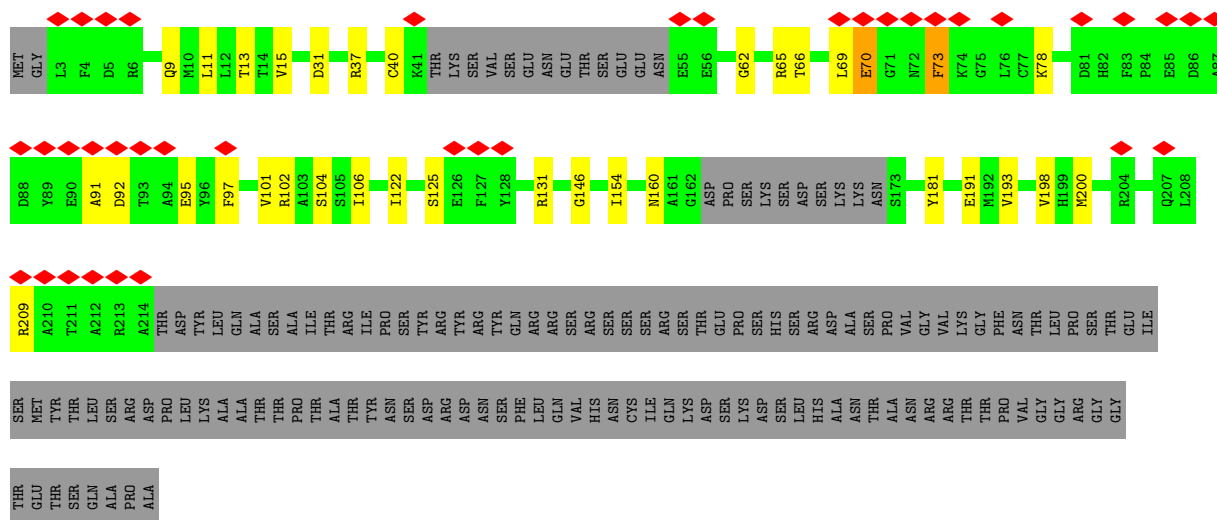 MET GLY L3 F4 D5 R6 Q9 M10 L11 L12 T13 T14 V15 D31 R37 C40 K41 THR LYS SER VAL SER GLU ASN GLU THR SER GLU GLU ASN E55 E56 G62 R65 T66 L69 E70 G71 N72 F73 K74 G75 L76 C77 K78 D81 H82 F83 P84 E85 D86 A87
D88 Y89 E90 A91 D92 T93 A94 E95 Y96 F97 V101 R102 A103 S104 S105 I106 I122 S125 E126 F127 Y128 R131 G146 I154 N160 A161 G162 ASP PRO SER LYS SER ASP SER LYS LYS ASN S173 Y181 E191 M192 V193 V198 H199 M200 R204 Q207 L208
R209 A210 T211 A212 R213 A214 THR ASP TYR LEU GLN ALA SER ALA ILE THR ARG ILE PRO SER TYR ARG TYR ARG TYR GLN ARG ARG SER ARG SER SER SER ARG SER THR GLU PRO SER HIS SER ARG ASP ALA SER PRO VAL GLY VAL LYS GLY PHE ASN THR LEU PRO SER THR GLU ILE
SER MET TYR THR LEU SER ARG ASP PRO LEU LYS ALA ALA THR THR PRO THR ALA THR TYR ASN SER ASP ARG ASP ASN SER PHE LEU GLN VAL HIS ASN CYS ILE GLN LYS ASP SER LYS ASP SER LEU HIS ALA ASN THR ALA ASN ARG ARG THR THR PRO VAL GLY GLY ARG GLY GLY
THR GLU THR SER GLN ALA PRO ALA